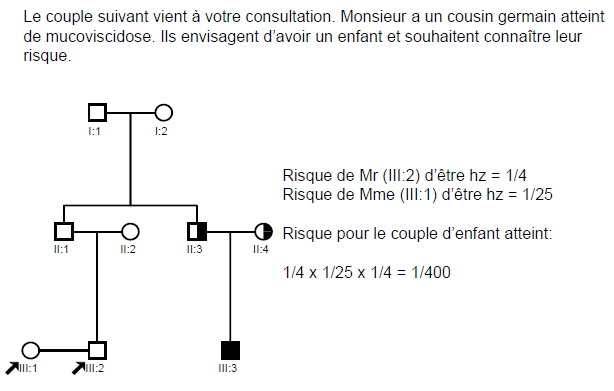 Le couple suivant vient à votre consultation. Monsieur a un cousin germain atteint
de mucoviscidose. Ils envisagent d'avoir un enfant et souhaitent connaître leur
risque.
I:1 I:2
Risque de Mr (III:2) d'être hz = 1/4
Risque de Mme (III:1) d'être hz = 1/25
Risque pour le couple d'enfant atteint:
II:1 II:2 II:3 II:4
1/4 x 1/25 x 1/4 = 1/400
III:1 III:2 III:3